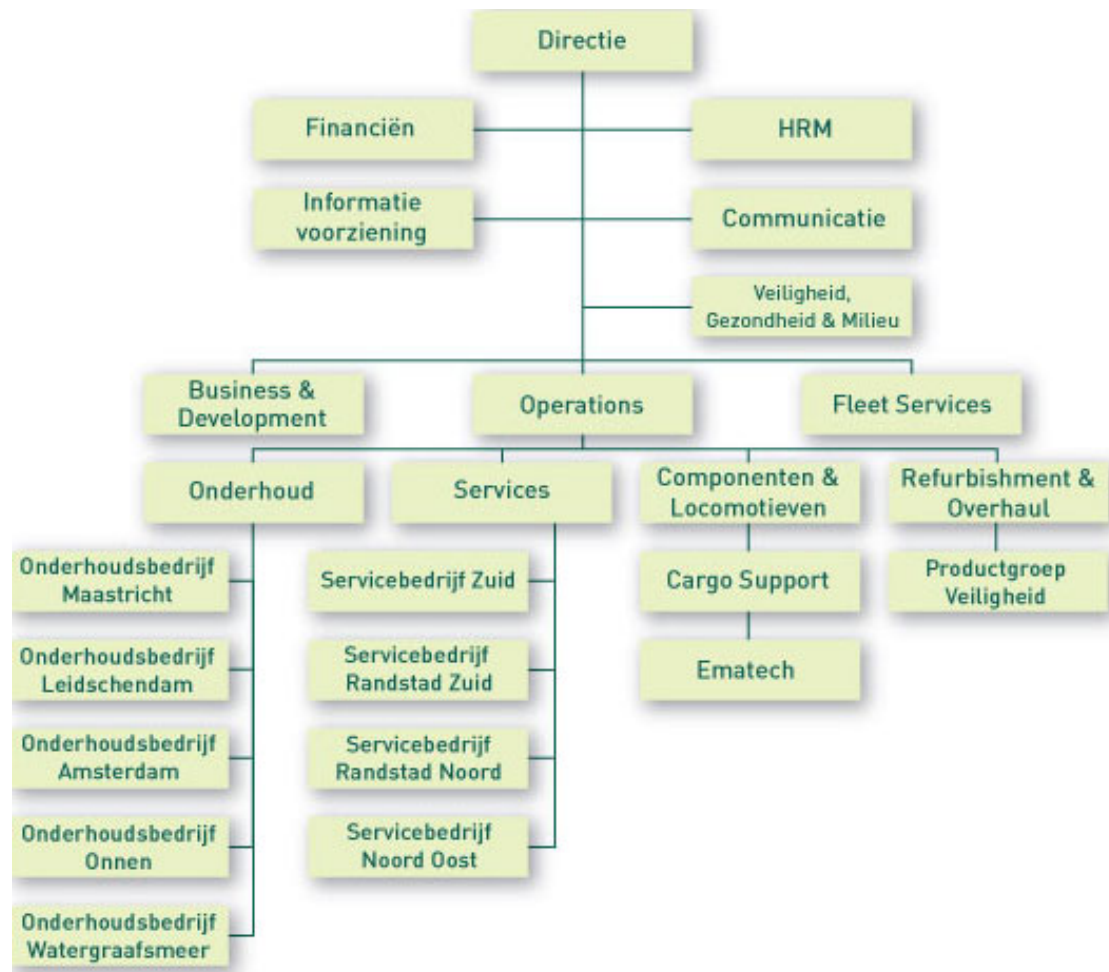 Directie
Financiën
HRM
Informatie
voorziening
Communicatie
Veiligheid,
Gezondheid & Milieu
Business &
Development
Operations
Fleet Services
Onderhoud
Services
Componenten &
Locomotieven
Refurbishment &
Overhaul
Onderhoudsbedrijf
Maastricht
Servicebedrijf Zuid
Cargo Support
Productgroep
Veiligheid
Onderhoudsbedrijf
Leidschendam
Servicebedrijf
Randstad Zuid
Ematech
Onderhoudsbedrijf
Amsterdam
Servicebedrijf
Randstad Noord
Onderhoudsbedrijf
Onnen
Servicebedrijf
Noord Oost
Onderhoudsbedrijf
Watergraafsmeer